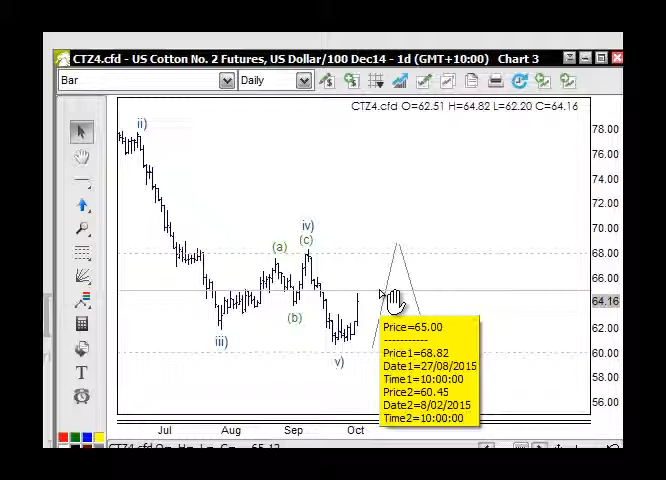 CTZ4.cfd - US Cotton No. 2 Futures, US Dollar/100 Dec14 - 1d (GMT+10:00) Chart 3
Bar Daily
CTZ4.cfd O=62.51 H=64.82 L=62.20 C=64.16
ii)
78.00
76.00
74.00
72.00
70.00
iv)
(a) (c)
68.00
66.00
64.16
(b)
iii)
62.00
v)
60.00
58.00
56.00
Price=65.00
-----------
Price1=68.82
Date1=27/08/2015
Time1=10:00:00
Price2=60.45
Date2=8/02/2015
Time2=10:00:00
T
Jul Aug Sep Oct